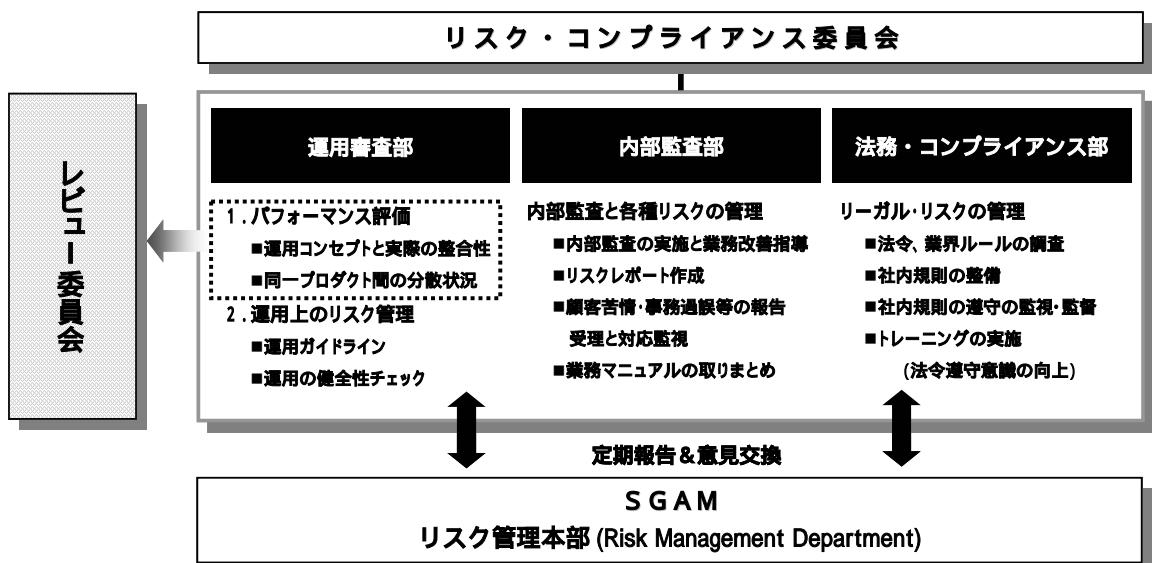 リスク・コンプライアンス委員会
レビュー委員会
運用審査部
1．パフォーマンス評価
■運用コンセプトと実際の整合性
■同一プロダクト間の分散状況
2．運用上のリスク管理
■運用ガイドライン
■運用の健全性チェック
内部監査部
内部監査と各種リスクの管理
■内部監査の実施と業務改善指導
■リスクレポート作成
■顧客苦情・事務過誤等の報告
受理と対応監視
■業務マニュアルの取りまとめ
法務・コンプライアンス部
リーガル・リスクの管理
■法令、業界ルールの調査
■社内規則の整備
■社内規則の遵守の監視・監督
■トレーニングの実施
(法令遵守意識の向上)
定期報告＆意見交換
SGAM
リスク管理本部 (Risk Management Department)